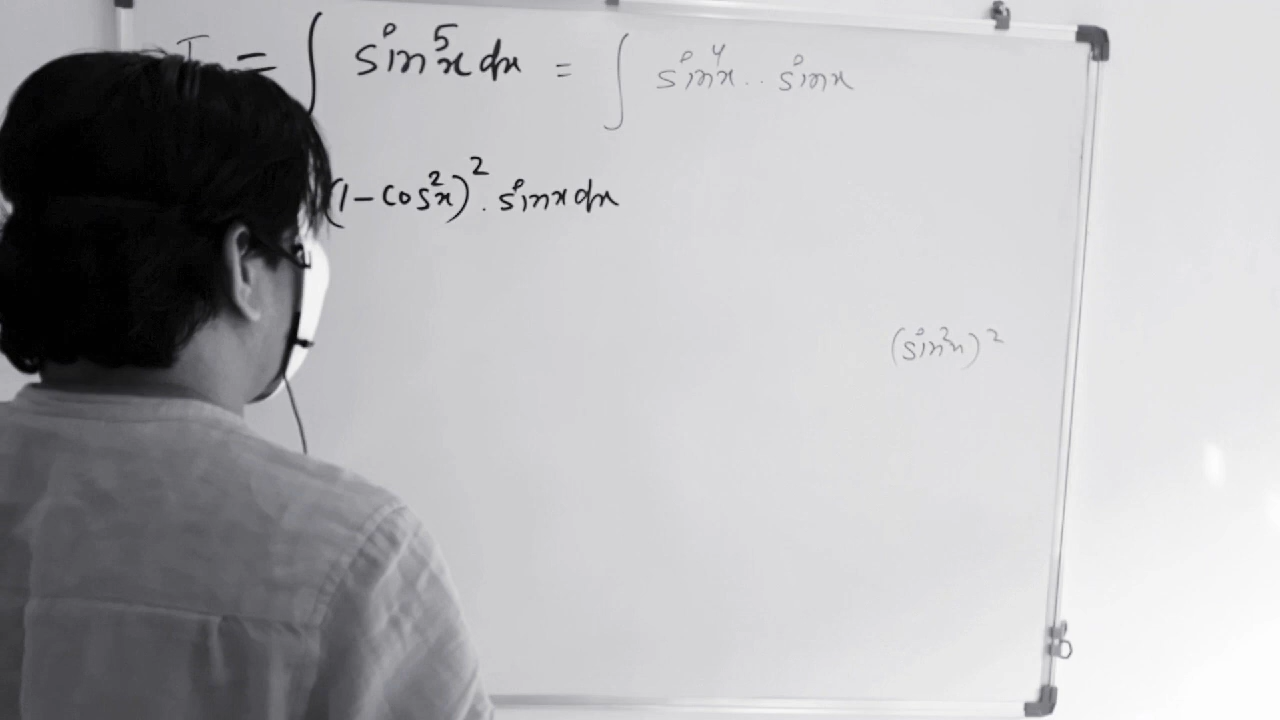 I = ∫ sin⁵x dx = ∫ sin⁴x . . sinx
(1 - cos²x)² . sinx dx
(sin²x)²